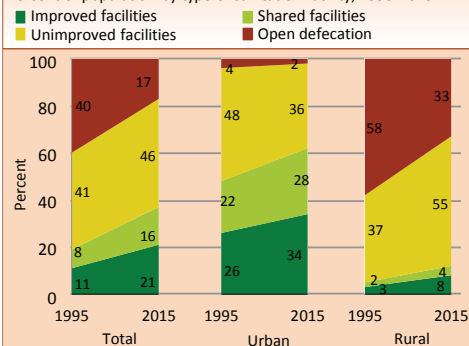 Improved facilities
Shared facilities
Unimproved facilities
Open defecation
Percent
100
80
60
40
20
0
40 17
41 46
8 16
11 21
4 2
48 36
22 28
26 34
58 33
37 55
2 4
3 8
1995 2015 1995 2015 1995 2015
Total Urban Rural